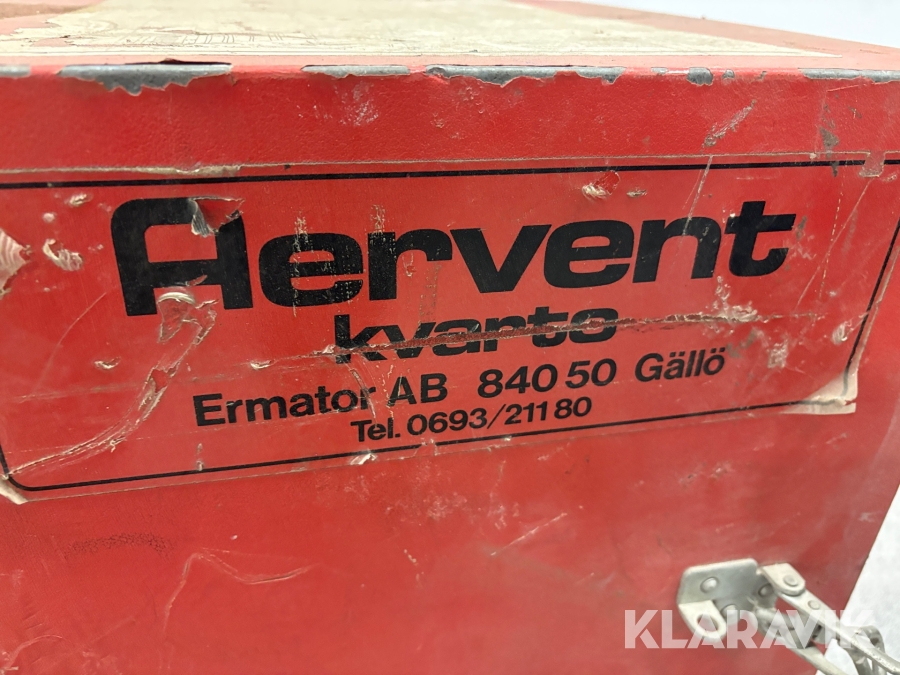 Aervent
kvarto
Ermator AB 840 50 Gällö
Tel. 0693/211 80
KLARAVIK